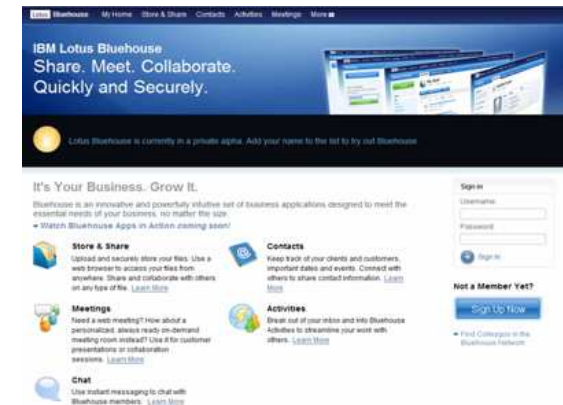 Lotus Bluehouse My Home Store & Share Contacts Activities Meetings More
IBM Lotus Bluehouse
Share. Meet. Collaborate.
Quickly and Securely.
Lotus Bluehouse is currently in a private alpha. Add your name to the list to try out Bluehouse
It's Your Business. Grow It.
Bluehouse is an innovative and powerfully intuitive set of business applications designed to meet the
essential needs of your business, no matter the size.
Watch Bluehouse Apps in Action coming soon!
Store & Share
Upload and securely store your files. Use a
web browser to access your files from
anywhere. Share and collaborate with others
on any type of file. Learn More
Contacts
Keep track of your clients and customers,
important dates and events. Connect with
others to share contact information. Learn
More
Meetings
Need a web meeting? How about a
personalized, always ready on-demand
meeting room instead? Use it for customer
presentations or collaboration
sessions. Learn More
Activities
Break out of your inbox and into Bluehouse
Activities to streamline your work with
others. Learn More
Chat
Use instant messaging to chat with
Bluehouse members. Learn More
Sign in
Username
Password
Sign In
Not a Member Yet?
Sign Up Now
Find Colleagues in the
Bluehouse Network